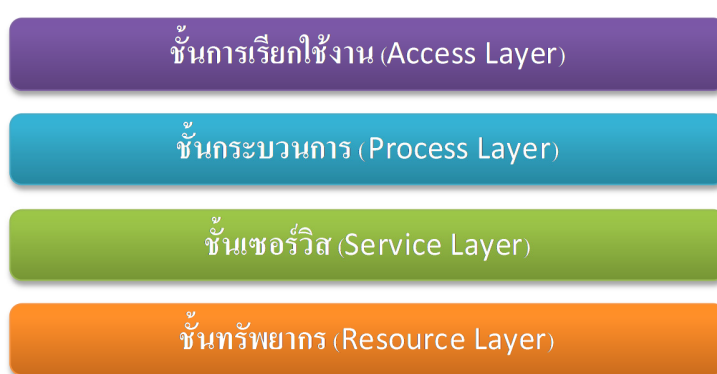 ชั้นการเรียกใช้งาน (Access Layer)
ชั้นกระบวนการ (Process Layer)
ชั้นเซอร์วิส (Service Layer)
ชั้นทรัพยากร (Resource Layer)